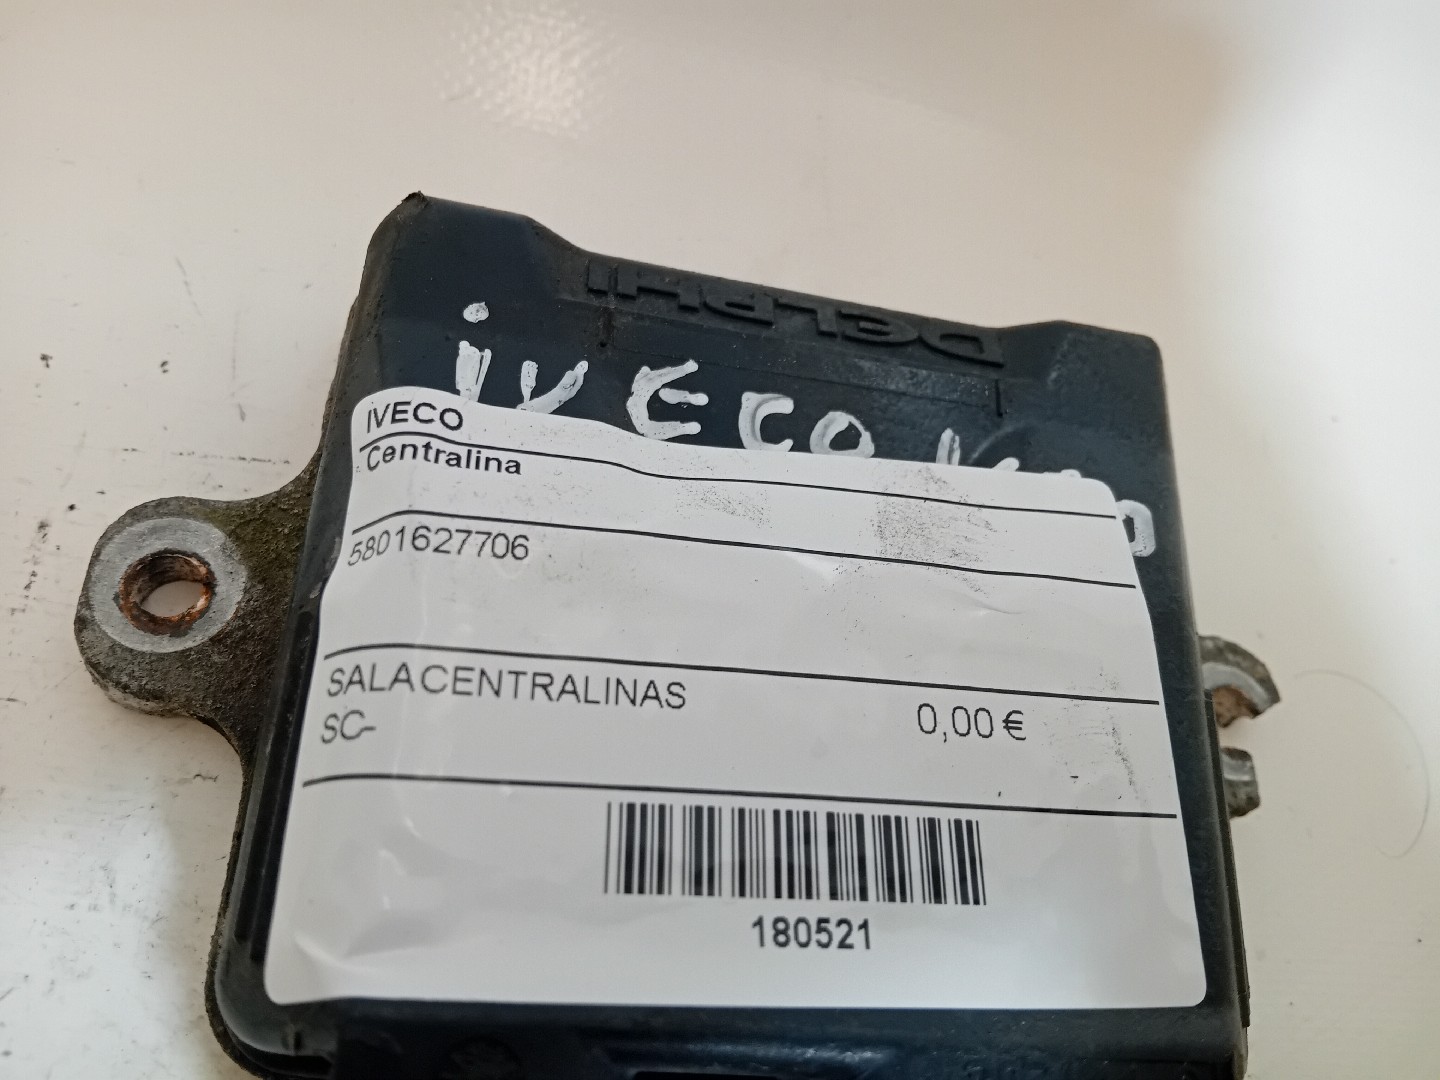 DELPHI
iVECO
IVECO
Centralina
5801627706
SALACENTRALINAS
SC-
0,00 €
180521